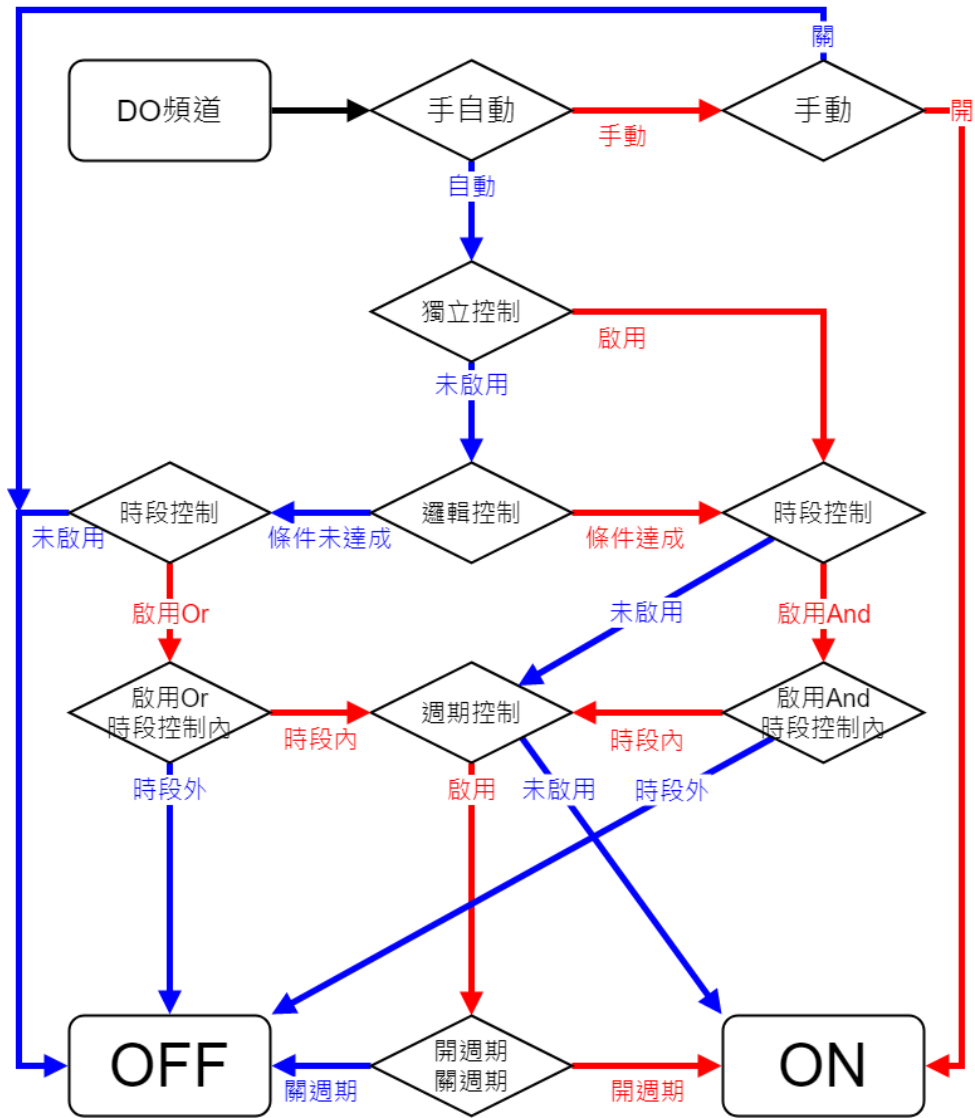 關
DO頻道
手自動
手動
手動
開
自動
獨立控制
啟用
未啟用
時段控制
邏輯控制
時段控制
未啟用
條件未達成
條件達成
啟用Or
未啟用
啟用And
啟用Or
時段控制內
週期控制
啟用And
時段控制內
時段內
時段內
時段外
啟用
未啟用
時段外
OFF
開週期
關週期
ON
關週期
開週期